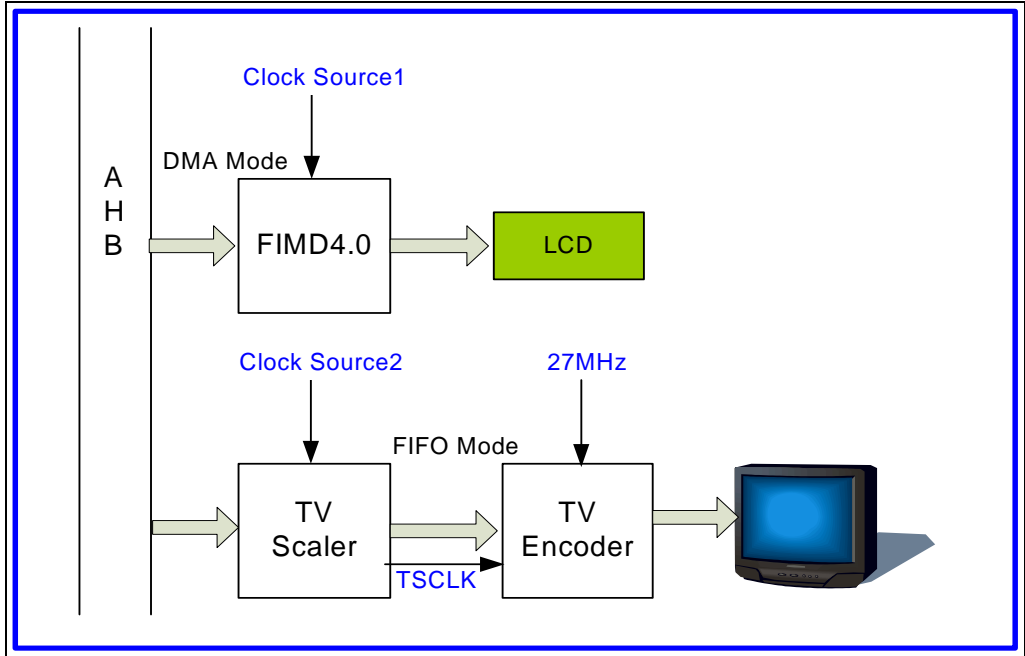 Clock Source1
DMA Mode
A
H
B
FIMD4.0
LCD
Clock Source2
27MHz
FIFO Mode
TV
Scaler
TV
Encoder
TSCLK